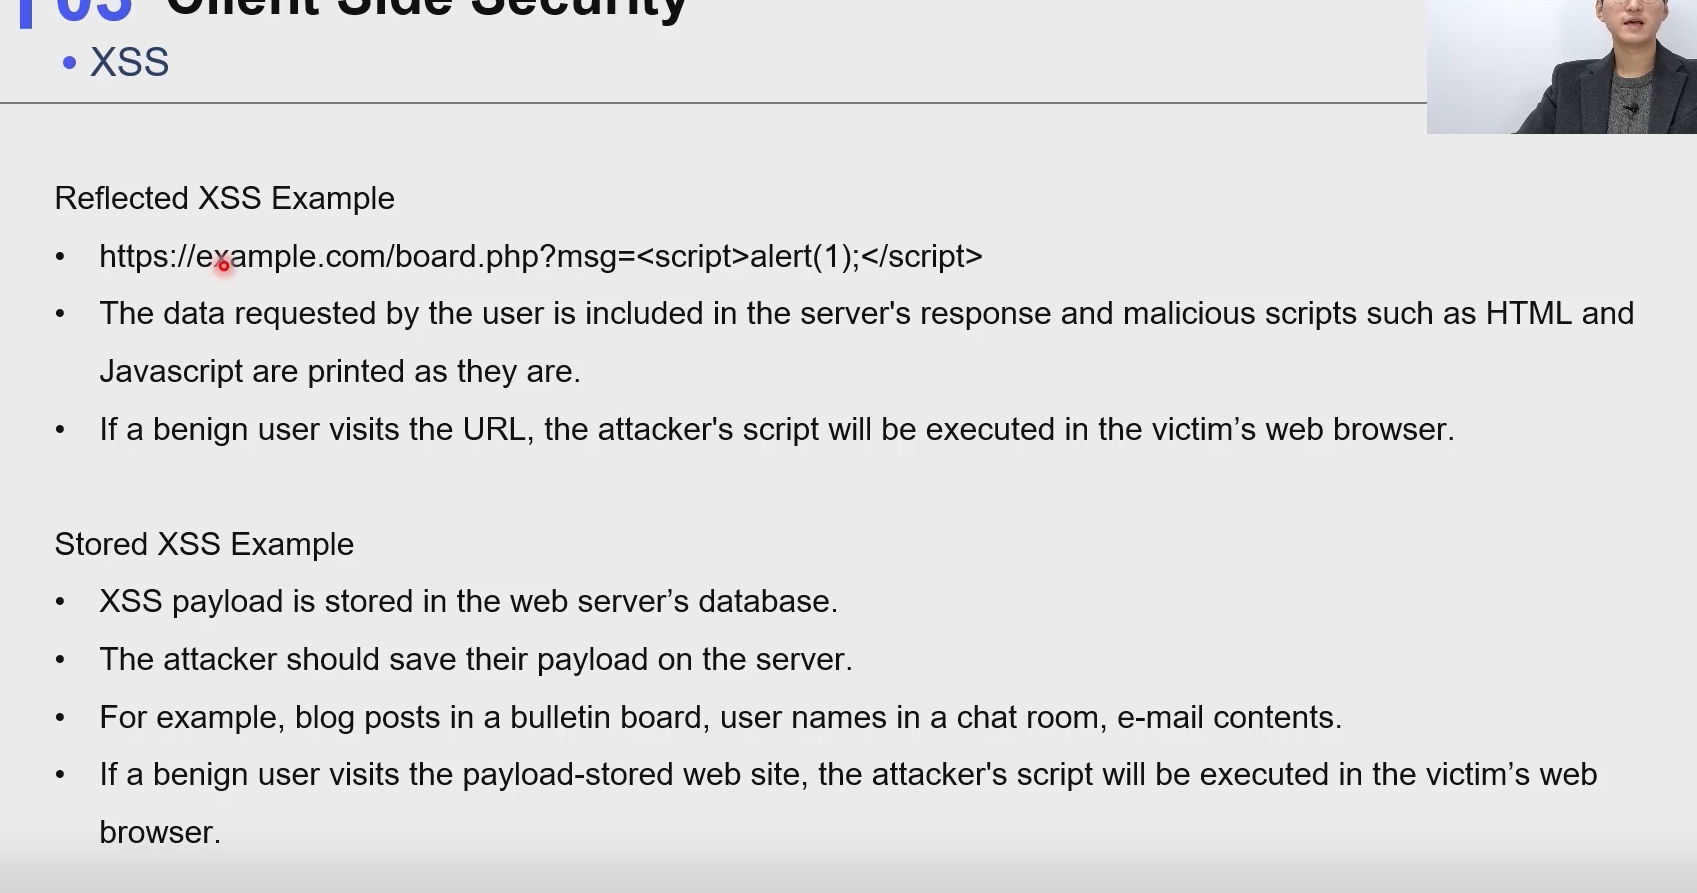 03 Client Side Security
• XSS
Reflected XSS Example
• https://example.com/board.php?msg=<script>alert(1);</script>
• The data requested by the user is included in the server's response and malicious scripts such as HTML and
Javascript are printed as they are.
• If a benign user visits the URL, the attacker's script will be executed in the victim’s web browser.
Stored XSS Example
• XSS payload is stored in the web server’s database.
• The attacker should save their payload on the server.
• For example, blog posts in a bulletin board, user names in a chat room, e-mail contents.
• If a benign user visits the payload-stored web site, the attacker's script will be executed in the victim’s web
browser.